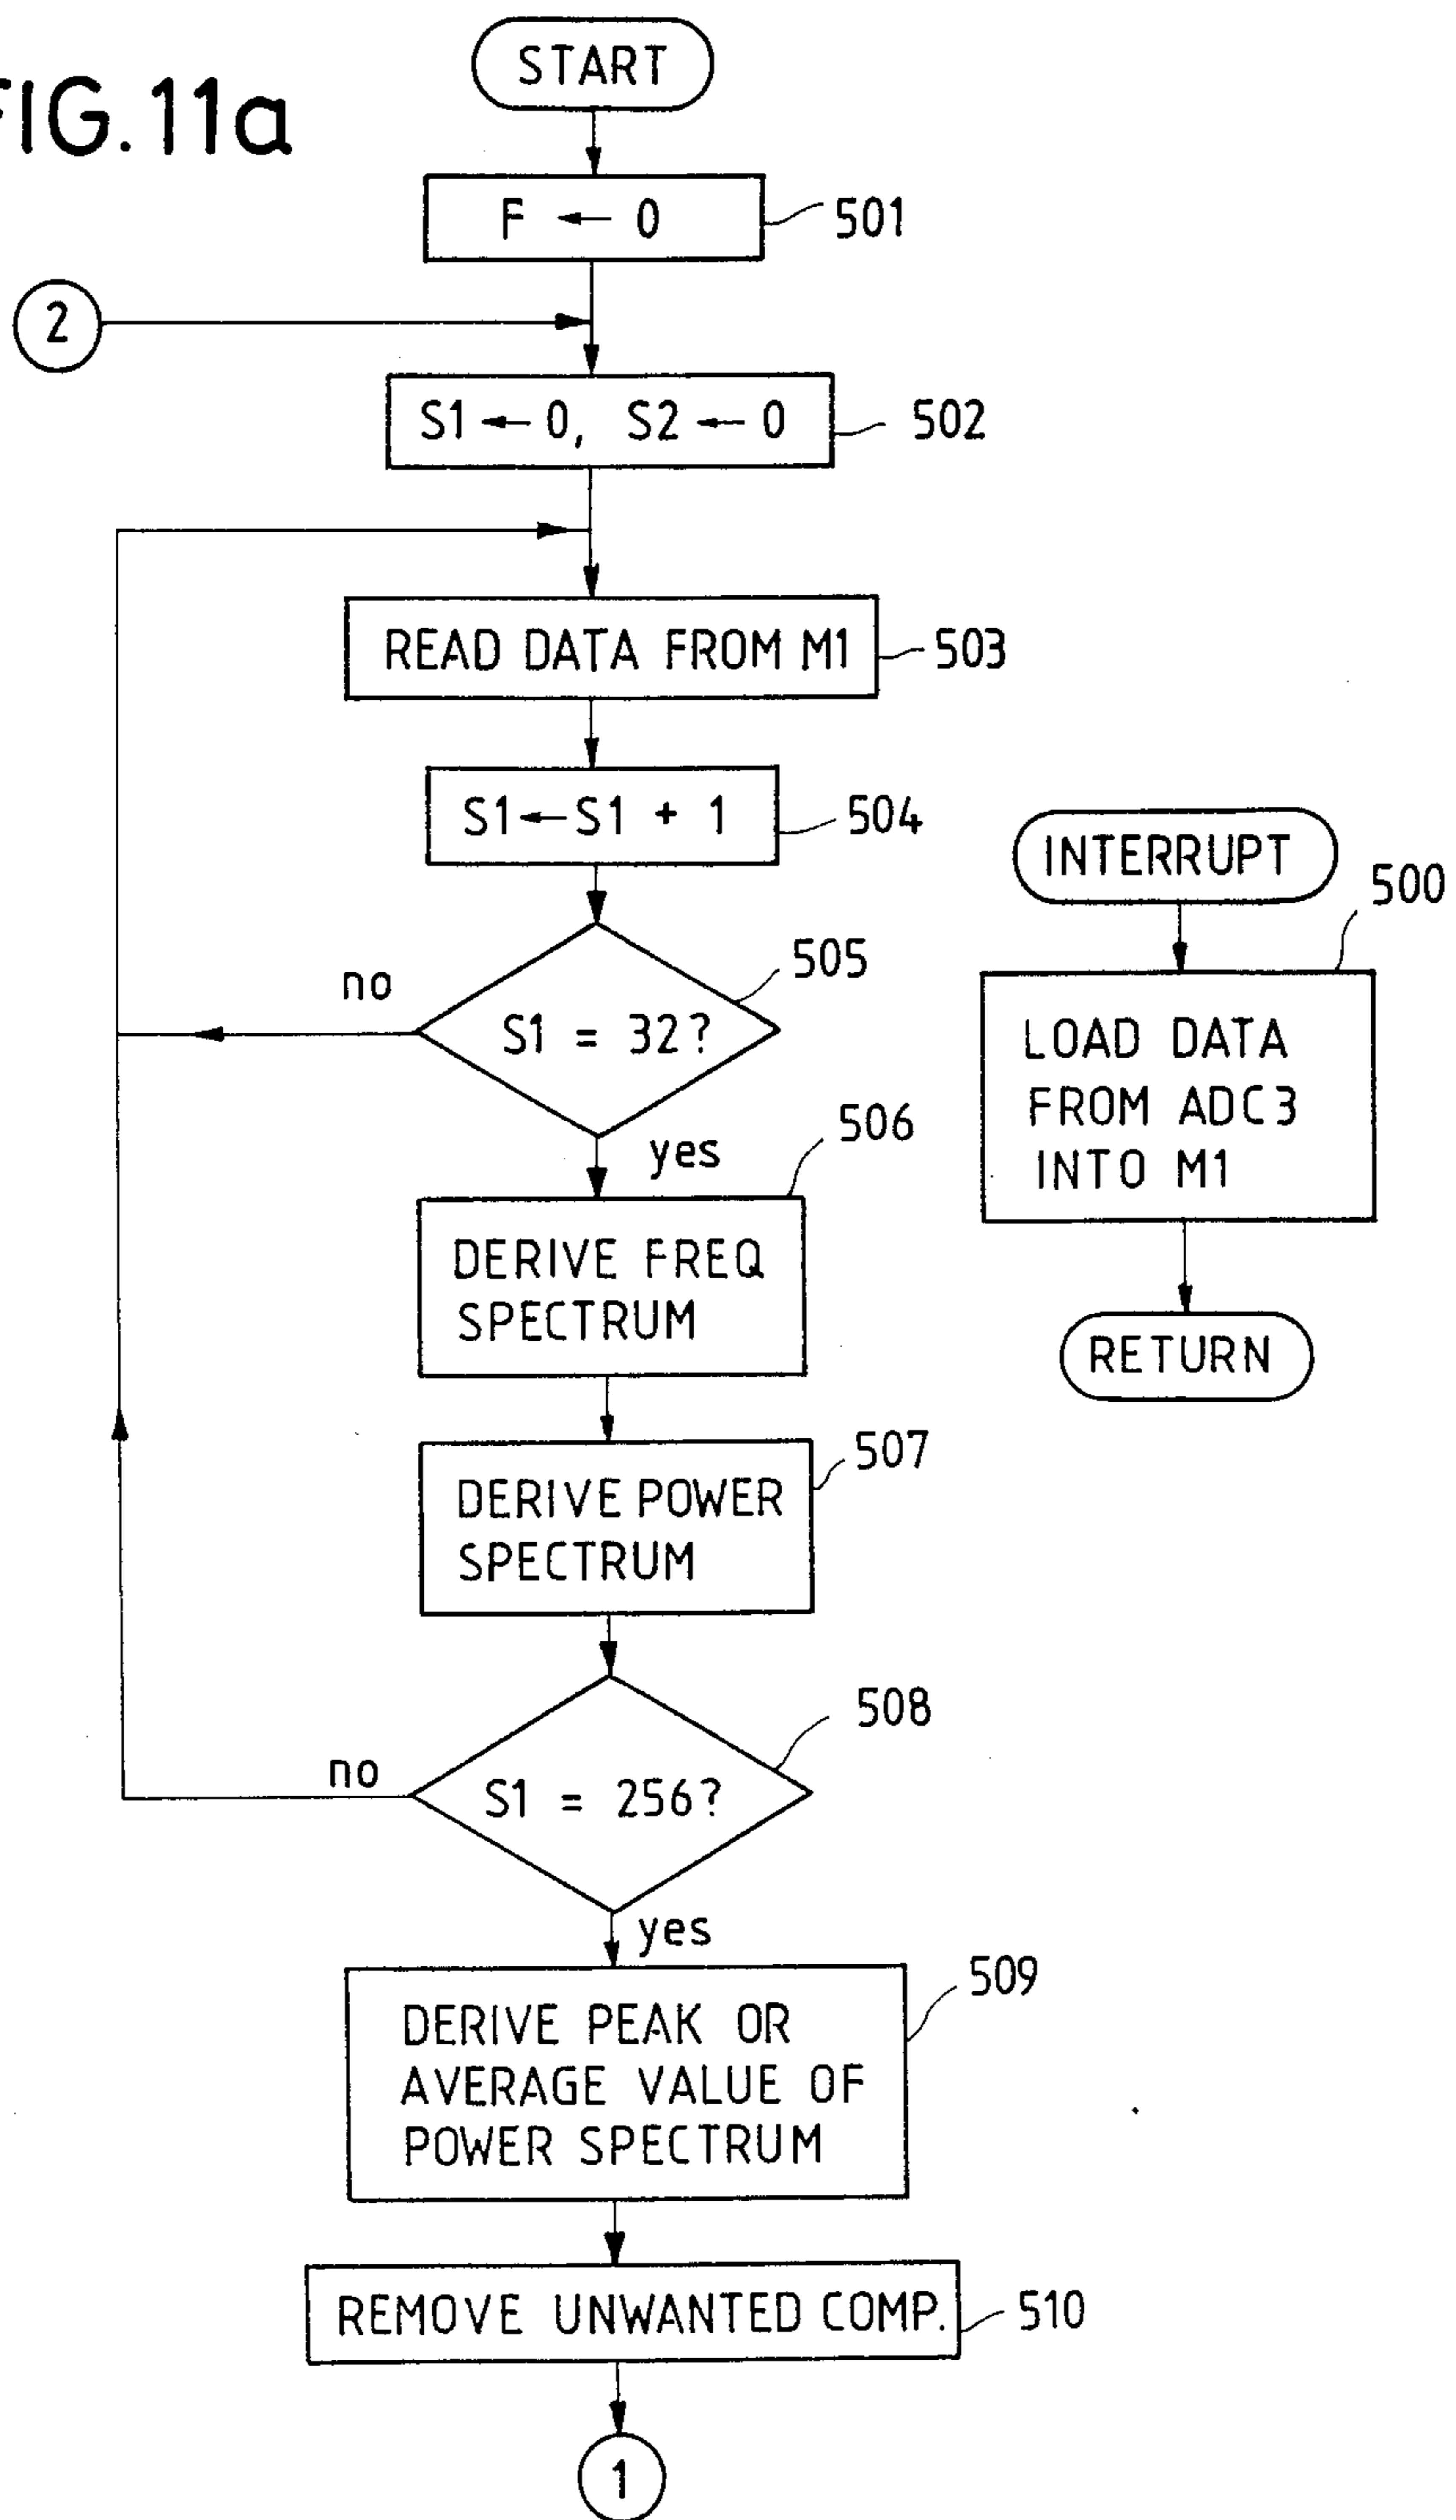 FIG.11a
START
F ← 0
501
2
S1 ← 0, S2 ← 0
502
READ DATA FROM M1
503
S1 ← S1 + 1
504
S1 = 32?
505
no
yes
DERIVE FREQ
SPECTRUM
506
DERIVE POWER
SPECTRUM
507
S1 = 256?
508
no
yes
DERIVE PEAK OR
AVERAGE VALUE OF
POWER SPECTRUM
509
REMOVE UNWANTED COMP.
510
1
INTERRUPT
500
LOAD DATA
FROM ADC3
INTO M1
RETURN